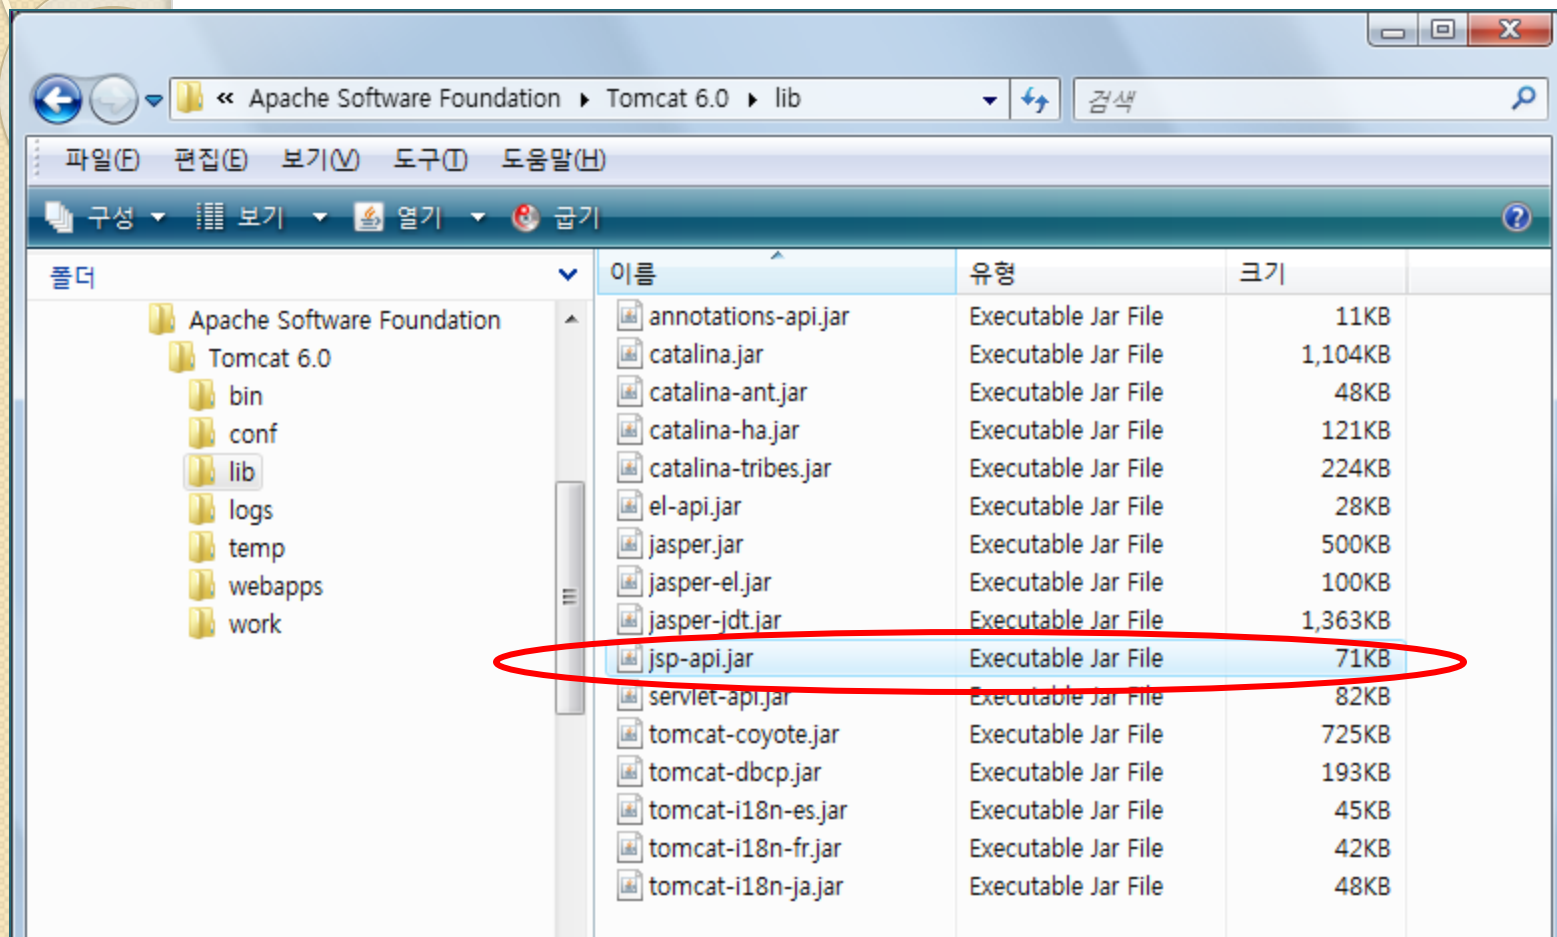 « Apache Software Foundation ▸ Tomcat 6.0 ▸ lib 검색
파일(F) 편집(E) 보기(V) 도구(T) 도움말(H)
구성 보기 열기 굽기
폴더 이름 유형 크기
Apache Software Foundation
Tomcat 6.0
bin
conf
lib
logs
temp
webapps
work
annotations-api.jar Executable Jar File 11KB
catalina.jar Executable Jar File 1,104KB
catalina-ant.jar Executable Jar File 48KB
catalina-ha.jar Executable Jar File 121KB
catalina-tribes.jar Executable Jar File 224KB
el-api.jar Executable Jar File 28KB
jasper.jar Executable Jar File 500KB
jasper-el.jar Executable Jar File 100KB
jasper-jdt.jar Executable Jar File 1,363KB
jsp-api.jar Executable Jar File 71KB
servlet-api.jar Executable Jar File 82KB
tomcat-coyote.jar Executable Jar File 725KB
tomcat-dbcp.jar Executable Jar File 193KB
tomcat-i18n-es.jar Executable Jar File 45KB
tomcat-i18n-fr.jar Executable Jar File 42KB
tomcat-i18n-ja.jar Executable Jar File 48KB